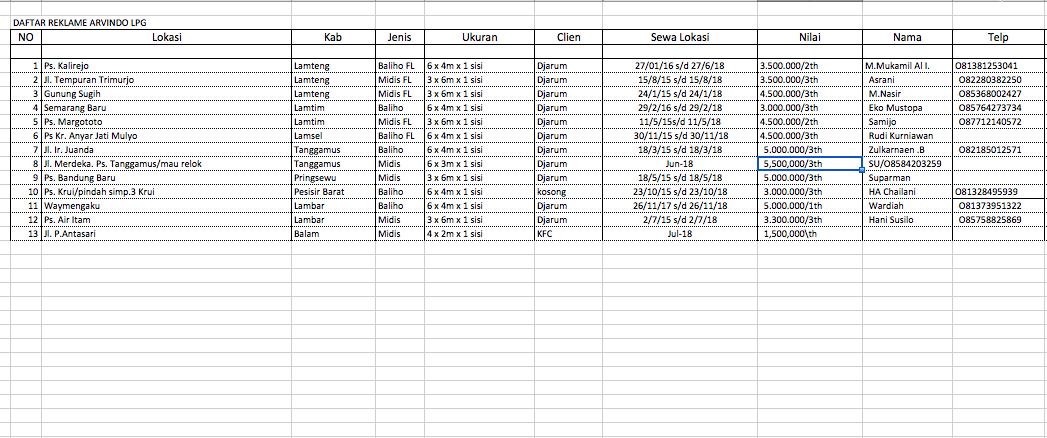 DAFTAR REKLAME ARVINDO LPG
NO Lokasi Kab Jenis Ukuran Clien Sewa Lokasi Nilai Nama Telp
1 Ps. Kalirejo Lamteng Baliho FL 6 x 4m x 1 sisi Djarum 27/01/16 s/d 27/6/18 3.500.000/2th M.Mukamil Al I. O81381253041
2 Jl. Tempuran Trimurjo Lamteng Midis FL 3 x 6m x 1 sisi Djarum 15/8/15 s/d 15/8/18 3.500.000/3th Asrani O82280382250
3 Gunung Sugih Lamteng Midis FL 3 x 6m x 1 sisi Djarum 24/1/15 s/d 24/1/18 4.500.000/3th M.Nasir O85368002427
4 Semarang Baru Lamtim Baliho 6 x 4m x 1 sisi Djarum 29/2/16 s/d 29/2/18 3.000.000/3th Eko Mustopa O85764273734
5 Ps. Margototo Lamtim Midis FL 3 x 6m x 1 sisi Djarum 11/5/15s/d 11/5/18 4.500.000/2th Samijo O87712140572
6 Ps Kr. Anyar Jati Mulyo Lamsel Baliho FL 6 x 4m x 1 sisi Djarum 30/11/15 s/d 30/11/18 4.500.000/3th Rudi Kurniawan
7 Jl. Ir. Juanda Tanggamus Baliho 6 x 4m x 1 sisi Djarum 18/3/15 s/d 18/3/18 5.000.000/3th Zulkarnaen .B O82185012571
8 Jl. Merdeka. Ps. Tanggamus/mau relok Tanggamus Midis 6 x 3m x 1 sisi Djarum Jun-18 5,500,000/3th SU/O8584203259
9 Ps. Bandung Baru Pringsewu Midis 3 x 6m x 1 sisi Djarum 18/5/15 s/d 18/5/18 5.000.000/3th Suparman
10 Ps. Krui/pindah simp.3 Krui Pesisir Barat Baliho 6 x 4m x 1 sisi kosong 23/10/15 s/d 23/10/18 3.000.000/3th HA Chailani O81328495939
11 Waymengaku Lambar Baliho 6 x 4m x 1 sisi Djarum 26/11/17 s/d 26/11/18 5.000.000/1th Wardiah O81373951322
12 Ps. Air Itam Lambar Midis 3 x 6m x 1 sisi Djarum 2/7/15 s/d 2/7/18 3.300.000/3th Hani Susilo O85758825869
13 Jl. P.Antasari Balam Midis 4 x 2m x 1 sisi KFC Jul-18 1,500,000\th